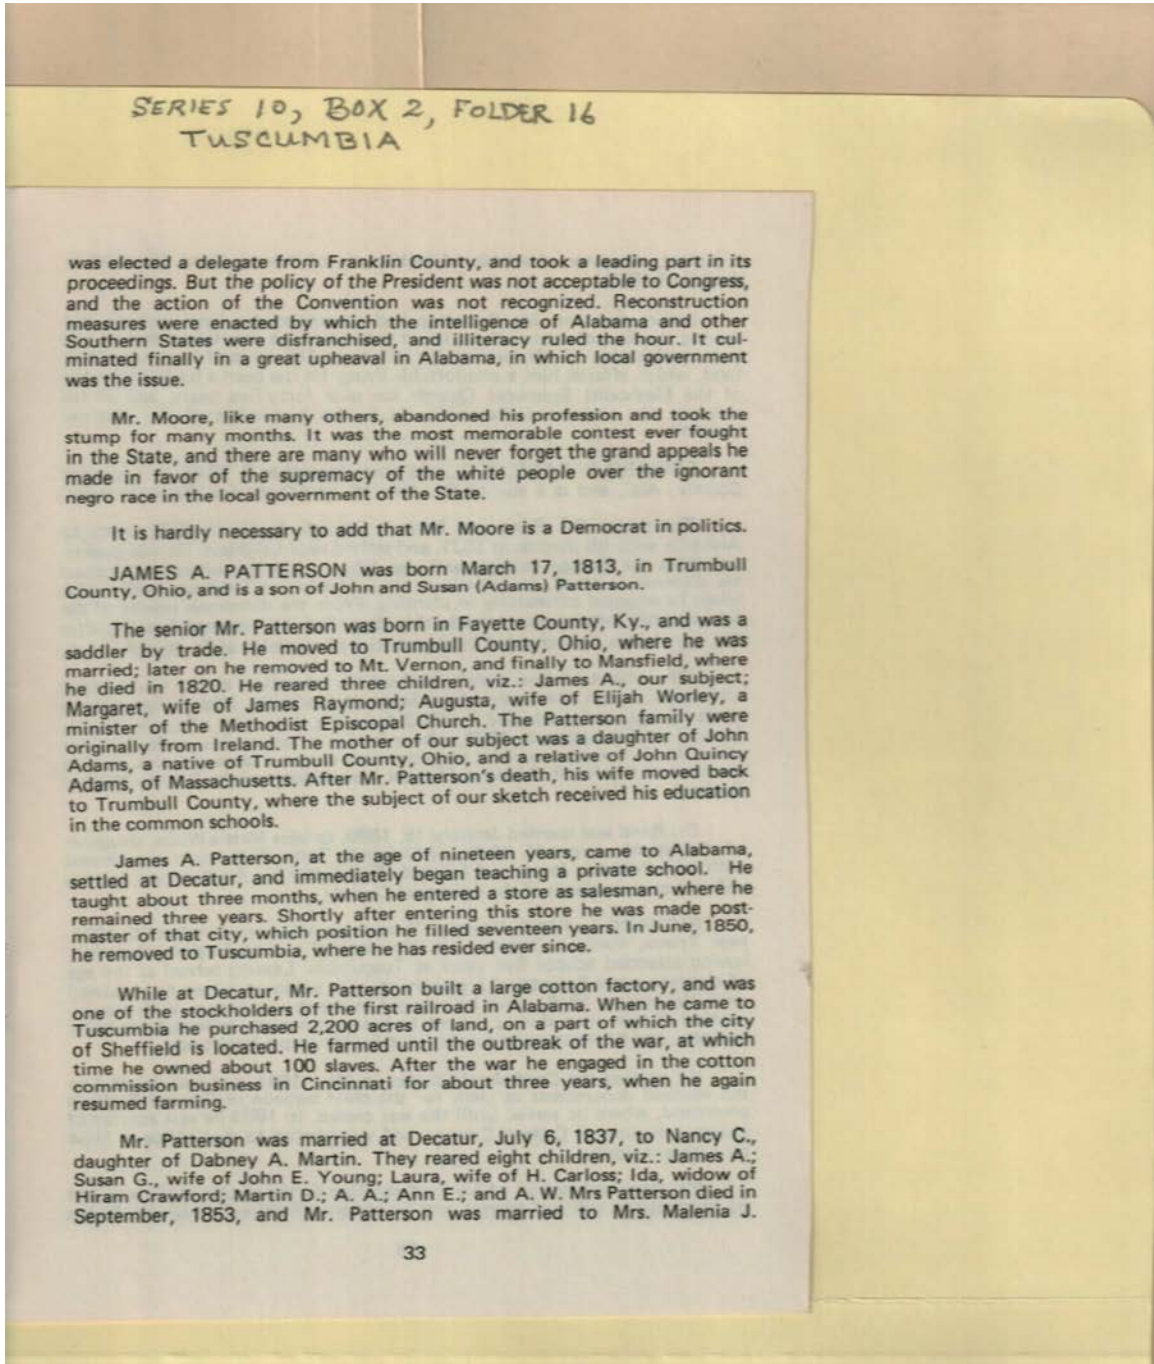 SERIES 10, BOX 2, FOLDER 16
TUSCUMBIA
was elected a delegate from Franklin County, and took a leading part in its
proceedings. But the policy of the President was not acceptable to Congress,
and the action of the Convention was not recognized. Reconstruction
measures were enacted by which the intelligence of Alabama and other
Southern States were disfranchised, and illiteracy ruled the hour. It cul-
minated finally in a great upheaval in Alabama, in which local government
was the issue.
Mr. Moore, like many others, abandoned his profession and took the
stump for many months. It was the most memorable contest ever fought
in the State, and there are many who will never forget the grand appeals he
made in favor of the supremacy of the white people over the ignorant
negro race in the local government of the State.
It is hardly necessary to add that Mr. Moore is a Democrat in politics.
JAMES A. PATTERSON was born March 17, 1813, in Trumbull
County, Ohio, and is a son of John and Susan (Adams) Patterson.
The senior Mr. Patterson was born in Fayette County, Ky., and was a
saddler by trade. He moved to Trumbull County, Ohio, where he was
married; later on he removed to Mt. Vernon, and finally to Mansfield, where
he died in 1820. He reared three children, viz.: James A., our subject;
Margaret, wife of James Raymond; Augusta, wife of Elijah Worley, a
minister of the Methodist Episcopal Church. The Patterson family were
originally from Ireland. The mother of our subject was a daughter of John
Adams, a native of Trumbull County, Ohio, and a relative of John Quincy
Adams, of Massachusetts. After Mr. Patterson's death, his wife moved back
to Trumbull County, where the subject of our sketch received his education
in the common schools.
James A. Patterson, at the age of nineteen years, came to Alabama,
settled at Decatur, and immediately began teaching a private school. He
taught about three months, when he entered a store as salesman, where he
remained three years. Shortly after entering this store he was made post-
master of that city, which position he filled seventeen years. In June, 1850,
he removed to Tuscumbia, where he has resided ever since.
While at Decatur, Mr. Patterson built a large cotton factory, and was
one of the stockholders of the first railroad in Alabama. When he came to
Tuscumbia he purchased 2,200 acres of land, on a part of which the city
of Sheffield is located. He farmed until the outbreak of the war, at which
time he owned about 100 slaves. After the war he engaged in the cotton
commission business in Cincinnati for about three years, when he again
resumed farming.
Mr. Patterson was married at Decatur, July 6, 1837, to Nancy C.,
daughter of Dabney A. Martin. They reared eight children, viz.: James A.;
Susan G., wife of John E. Young; Laura, wife of H. Carloss; Ida, widow of
Hiram Crawford; Martin D.; A. A.; Ann E.; and A. W. Mrs Patterson died in
September, 1853, and Mr. Patterson was married to Mrs. Malenia J.
33